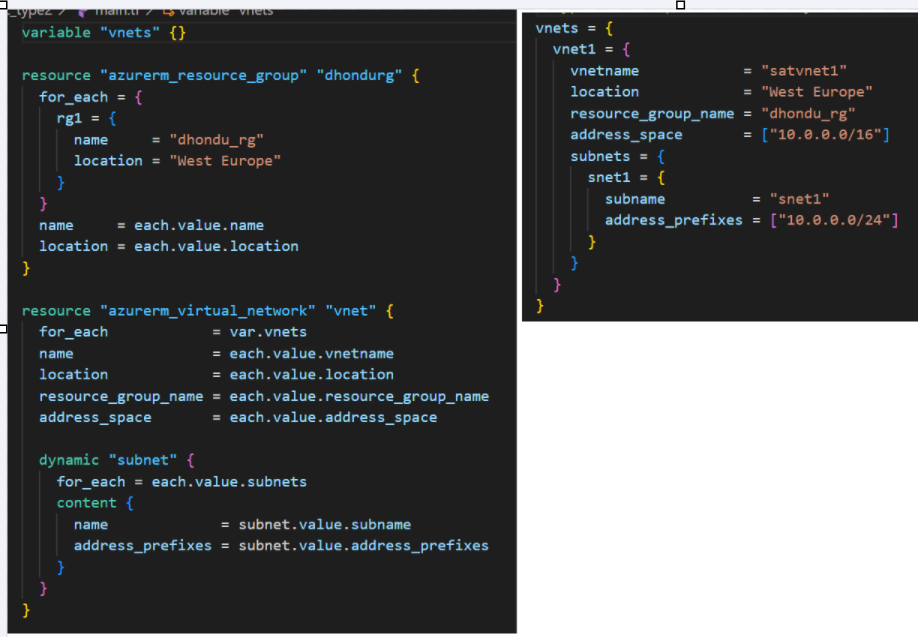 _type2 > main.tf > variable "vnets"
variable "vnets" {}
resource "azurerm_resource_group" "dhondurg" {
  for_each = {
    rg1 = {
      name     = "dhondu_rg"
      location = "West Europe"
    }
  }
  name     = each.value.name
  location = each.value.location
}
resource "azurerm_virtual_network" "vnet" {
  for_each            = var.vnets
  name                = each.value.vnetname
  location            = each.value.location
  resource_group_name = each.value.resource_group_name
  address_space       = each.value.address_space
  dynamic "subnet" {
    for_each = each.value.subnets
    content {
      name             = subnet.value.subname
      address_prefixes = subnet.value.address_prefixes
    }
  }
}
vnets = {
  vnet1 = {
    vnetname            = "satvnet1"
    location            = "West Europe"
    resource_group_name = "dhondu_rg"
    address_space       = ["10.0.0.0/16"]
    subnets = {
      snet1 = {
        subname          = "snet1"
        address_prefixes = ["10.0.0.0/24"]
      }
    }
  }
}